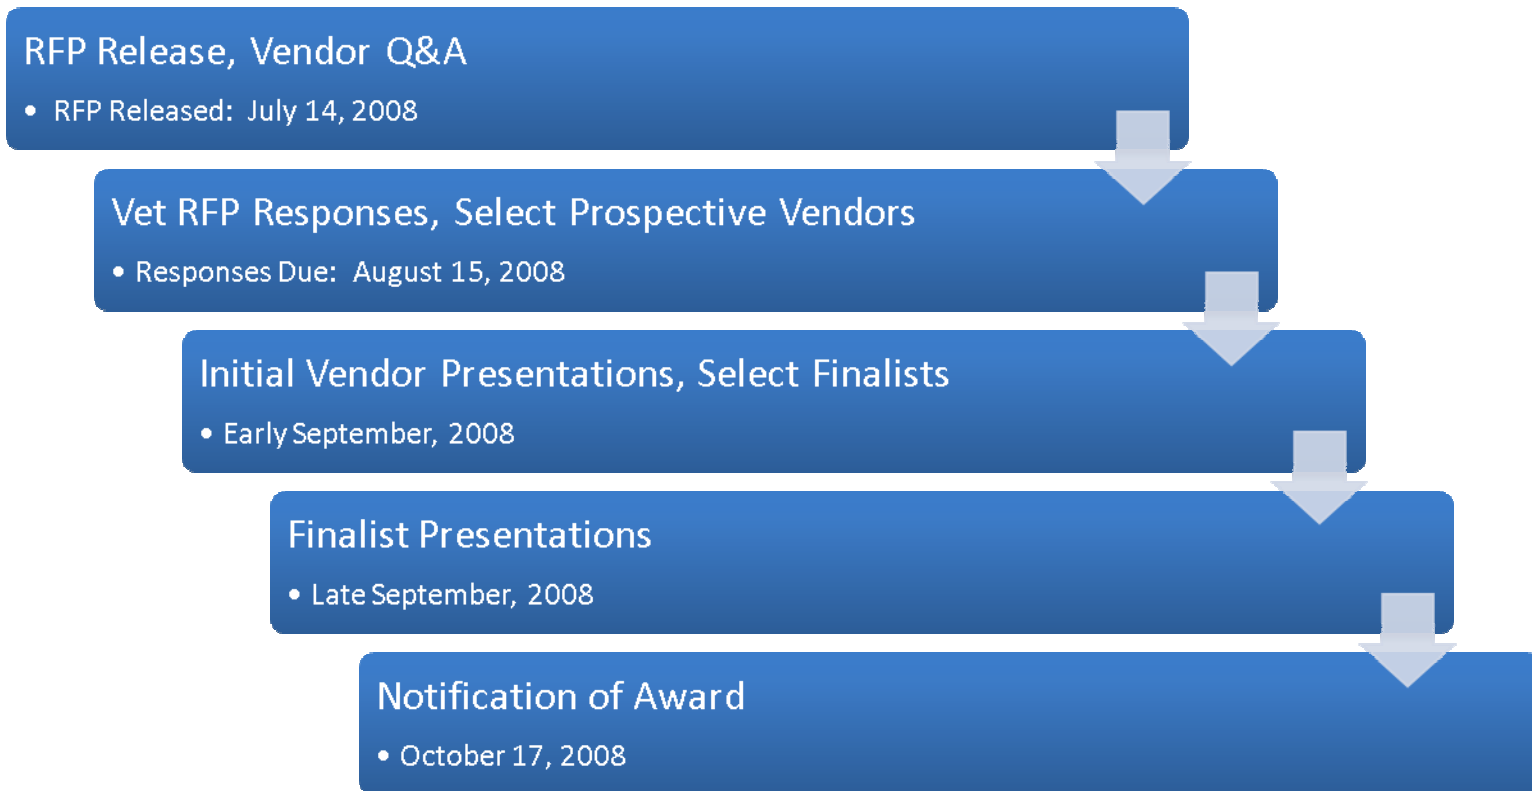 RFP Release, Vendor Q&A
• RFP Released: July 14, 2008
Vet RFP Responses, Select Prospective Vendors
• Responses Due: August 15, 2008
Initial Vendor Presentations, Select Finalists
• Early September, 2008
Finalist Presentations
• Late September, 2008
Notification of Award
• October 17, 2008